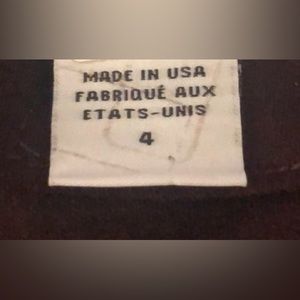 MADE IN USA
FABRIQUÉ AUX
ETATS-UNIS
4